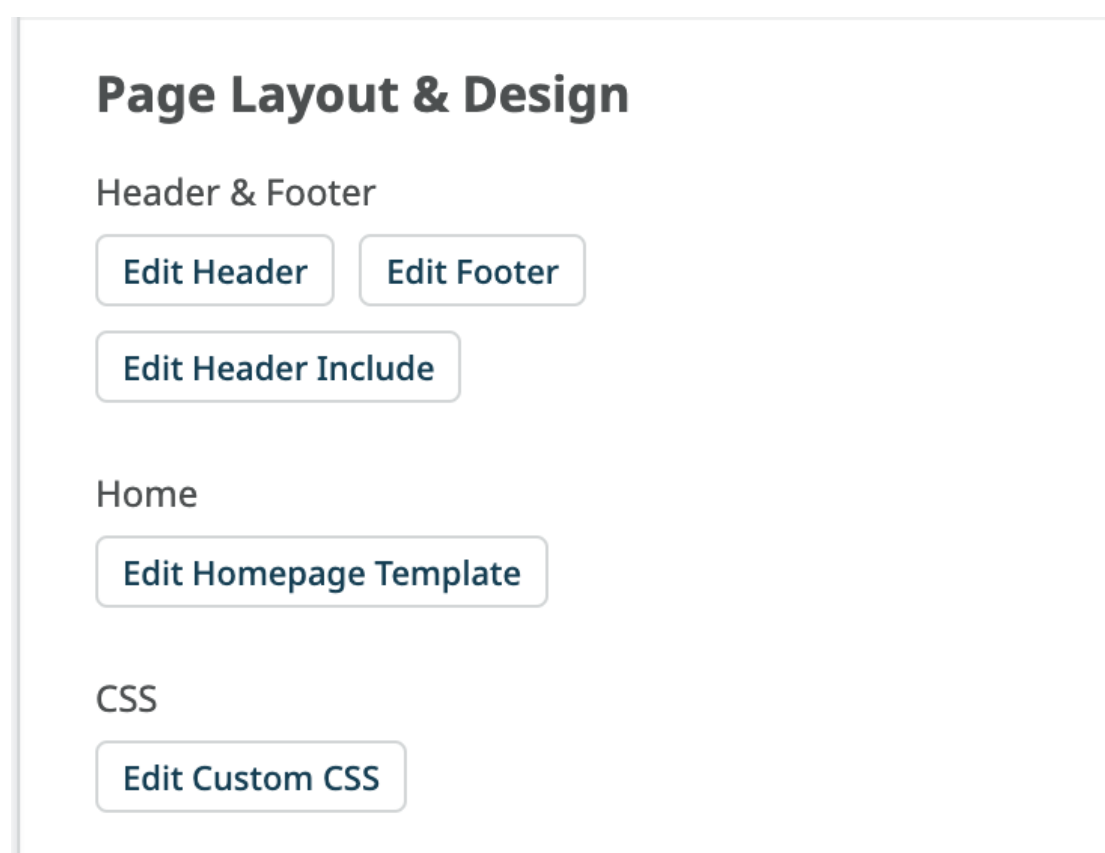 Page Layout & Design
Header & Footer
Edit Header Edit Footer
Edit Header Include
Home
Edit Homepage Template
CSS
Edit Custom CSS